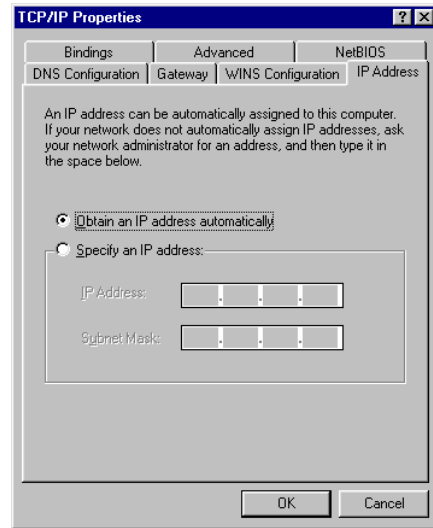 TCP/IP Properties
Bindings Advanced NetBIOS
DNS Configuration Gateway WINS Configuration IP Address
An IP address can be automatically assigned to this computer.
If your network does not automatically assign IP addresses, ask
your network administrator for an address, and then type it in
the space below.
Obtain an IP address automatically
Specify an IP address:
IP Address:
Subnet Mask:
OK Cancel